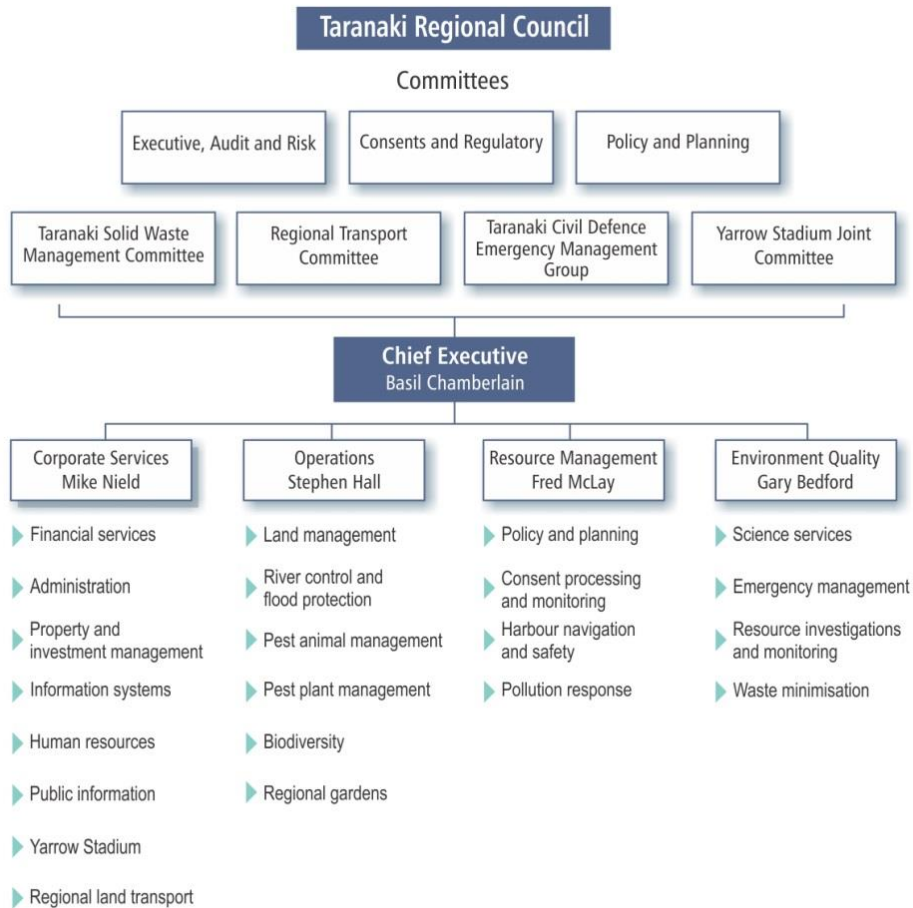 Taranaki Regional Council
Committees
Executive, Audit and Risk
Consents and Regulatory
Policy and Planning
Taranaki Solid Waste
Management Committee
Regional Transport
Committee
Taranaki Civil Defence
Emergency Management
Group
Yarrow Stadium Joint
Committee
Chief Executive
Basil Chamberlain
Corporate Services
Mike Nield
Financial services
Administration
Property and
investment management
Information systems
Human resources
Public information
Yarrow Stadium
Regional land transport
Operations
Stephen Hall
Land management
River control and
flood protection
Pest animal management
Pest plant management
Biodiversity
Regional gardens
Resource Management
Fred McLay
Policy and planning
Consent processing
and monitoring
Harbour navigation
and safety
Pollution response
Environment Quality
Gary Bedford
Science services
Emergency management
Resource investigations
and monitoring
Waste minimisation